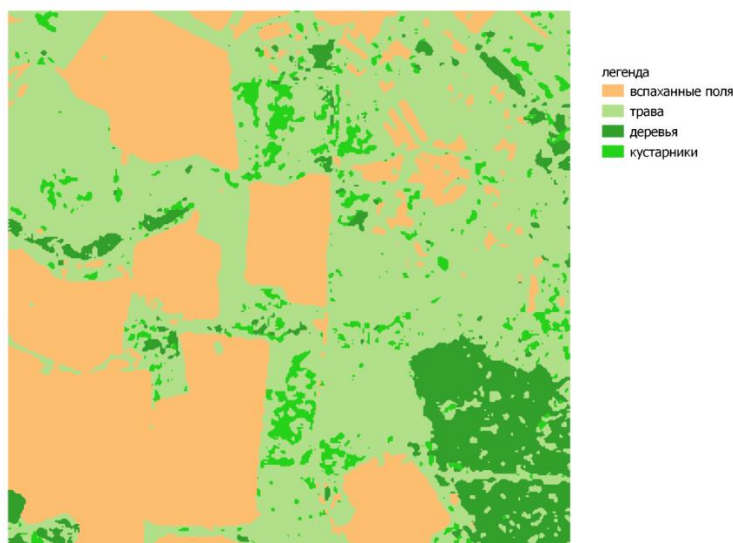 легенда
вспаханные поля
трава
деревья
кустарники